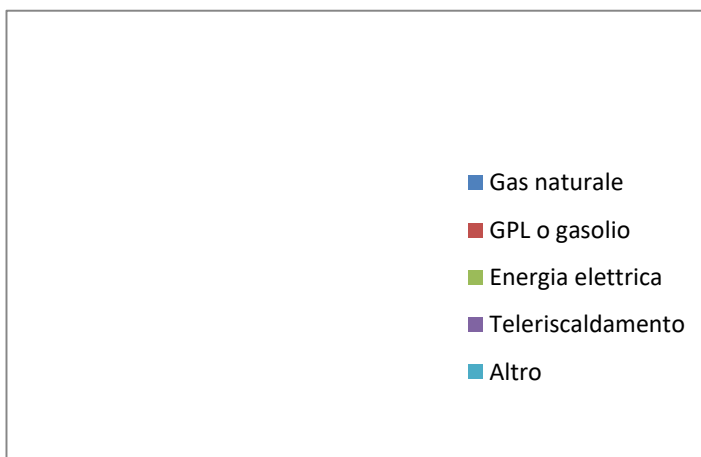 Gas naturale
GPL o gasolio
Energia elettrica
Teleriscaldamento
Altro